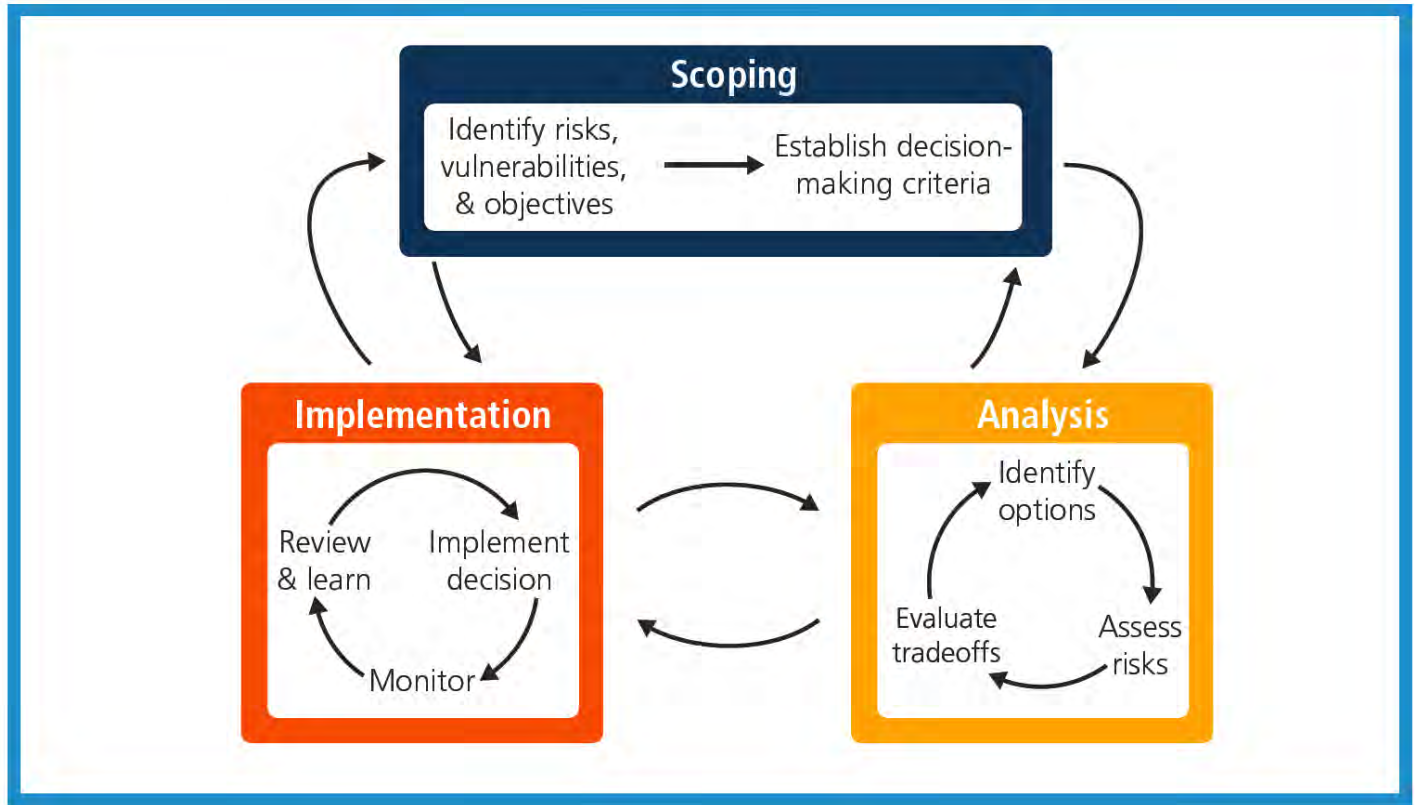 Scoping
Identify risks,
vulnerabilities,
& objectives
Establish decision-
making criteria
Implementation
Review
& learn
Implement
decision
Monitor
Analysis
Identify
options
Evaluate
tradeoffs
Assess
risks